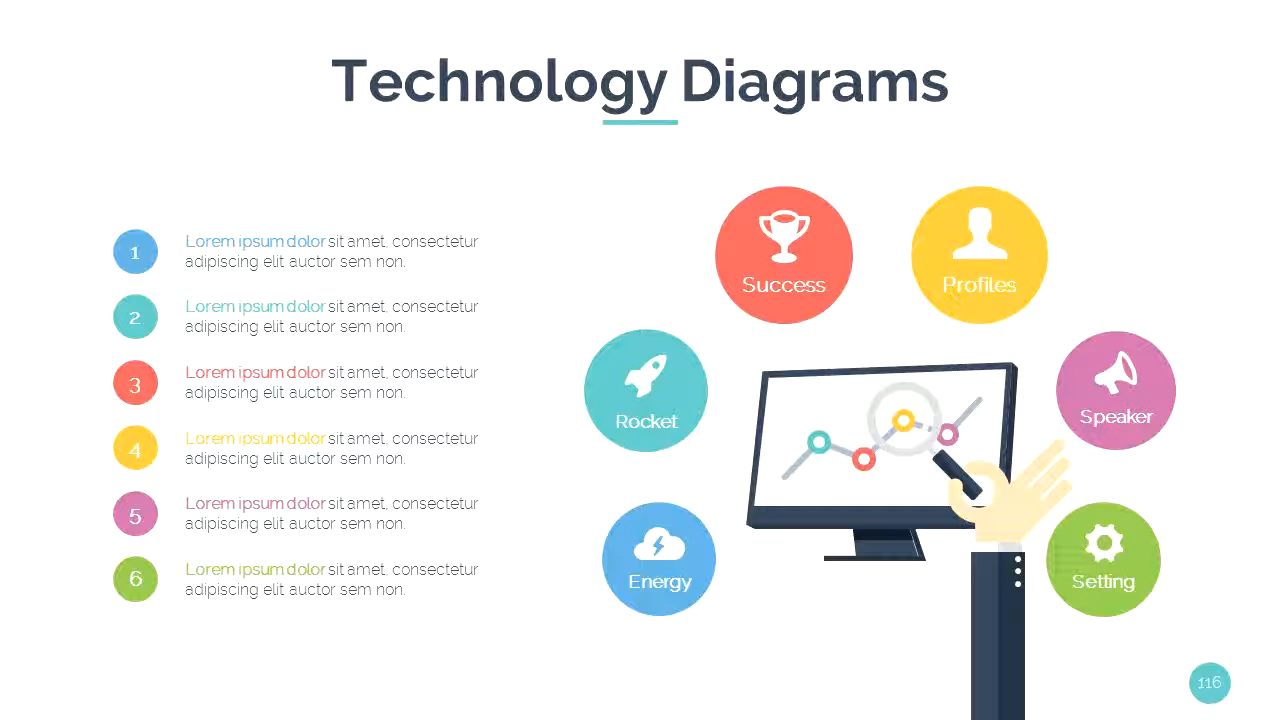 Technology Diagrams
1
Lorem ipsum dolor sit amet, consectetur
adipiscing elit auctor sem non.
2
Lorem ipsum dolor sit amet, consectetur
adipiscing elit auctor sem non.
3
Lorem ipsum dolor sit amet, consectetur
adipiscing elit auctor sem non.
4
Lorem ipsum dolor sit amet, consectetur
adipiscing elit auctor sem non.
5
Lorem ipsum dolor sit amet, consectetur
adipiscing elit auctor sem non.
6
Lorem ipsum dolor sit amet, consectetur
adipiscing elit auctor sem non.
Success
Profiles
Rocket
Speaker
Energy
Setting
116